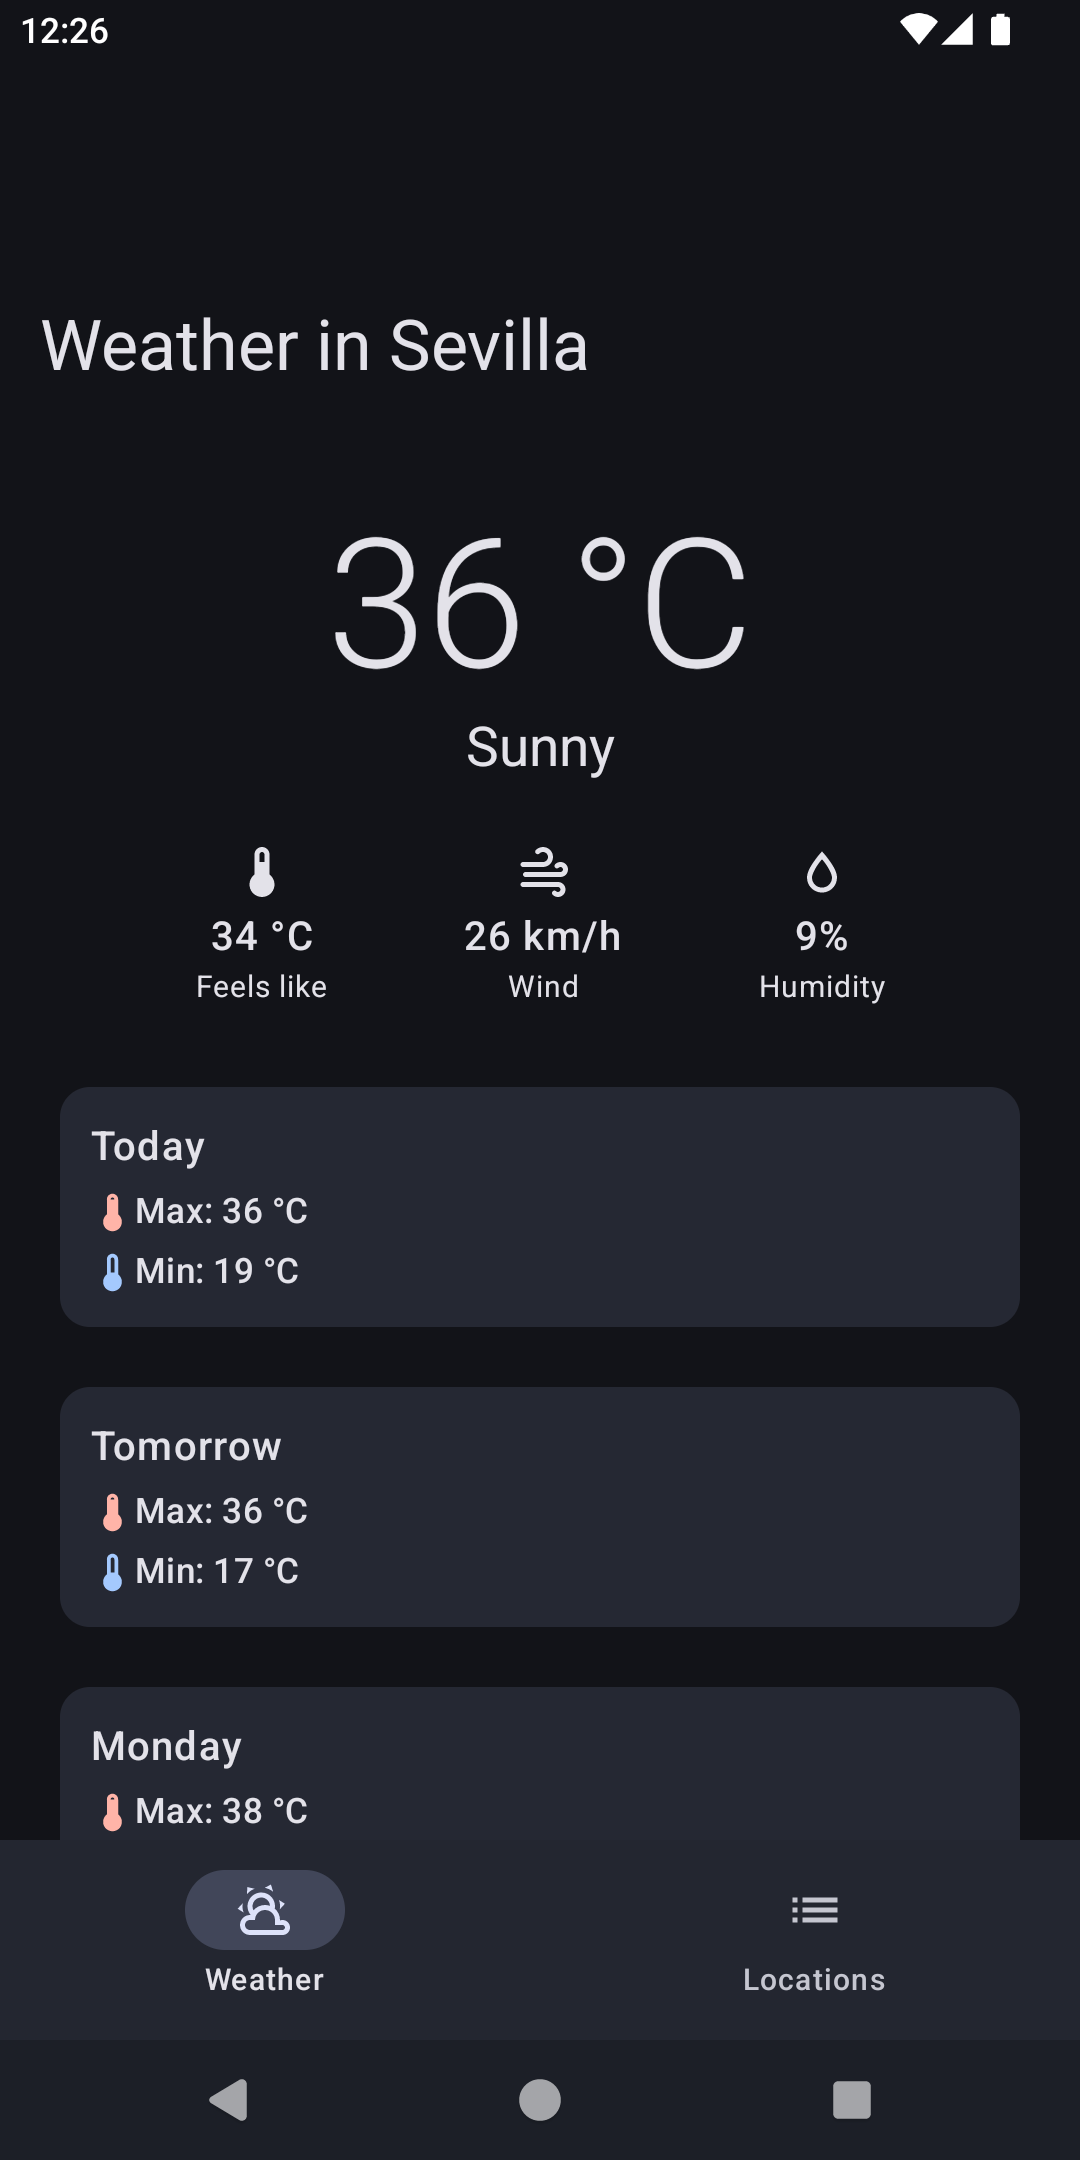 12:26
Weather in Sevilla
36 °C
Sunny
34 °C 26 km/h 9%
Feels like Wind Humidity
Today
Max: 36 °C
Min: 19 °C
Tomorrow
Max: 36 °C
Min: 17 °C
Monday
Max: 38 °C
Weather Locations